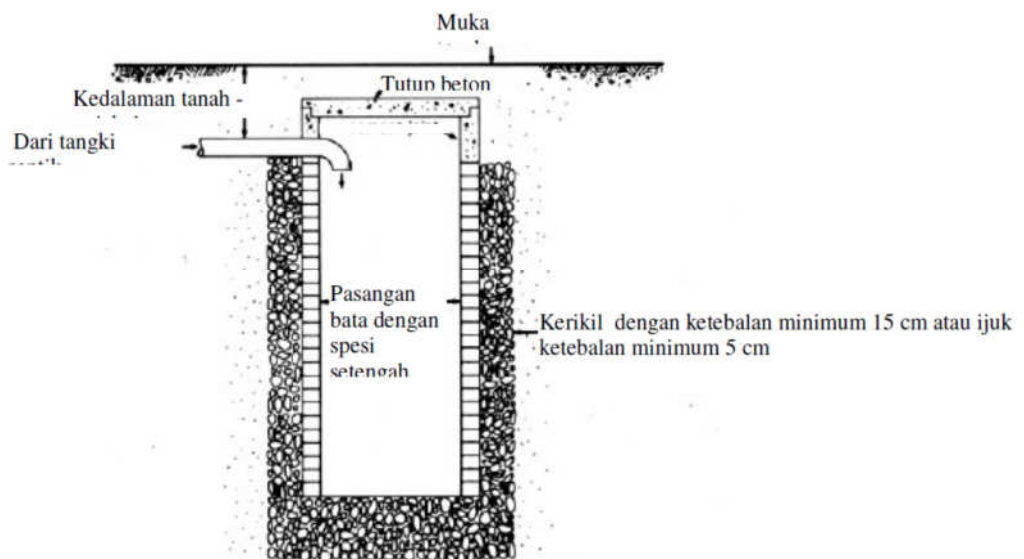 Muka
Tutup beton
Kedalaman tanah -
Dari tangki
Pasangan
bata dengan
spesi
setengah
Kerikil dengan ketebalan minimum 15 cm atau ijuk
ketebalan minimum 5 cm